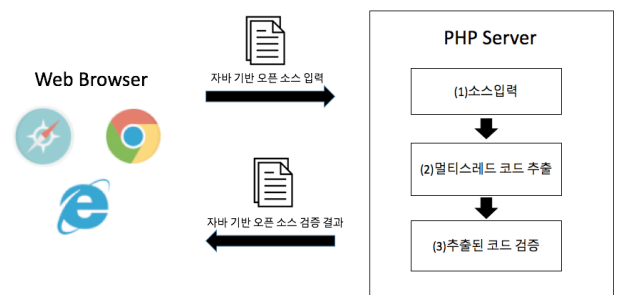 Web Browser
자바 기반 오픈 소스 입력
자바 기반 오픈 소스 검증 결과
PHP Server
(1)소스입력
(2)멀티스레드 코드 추출
(3)추출된 코드 검증